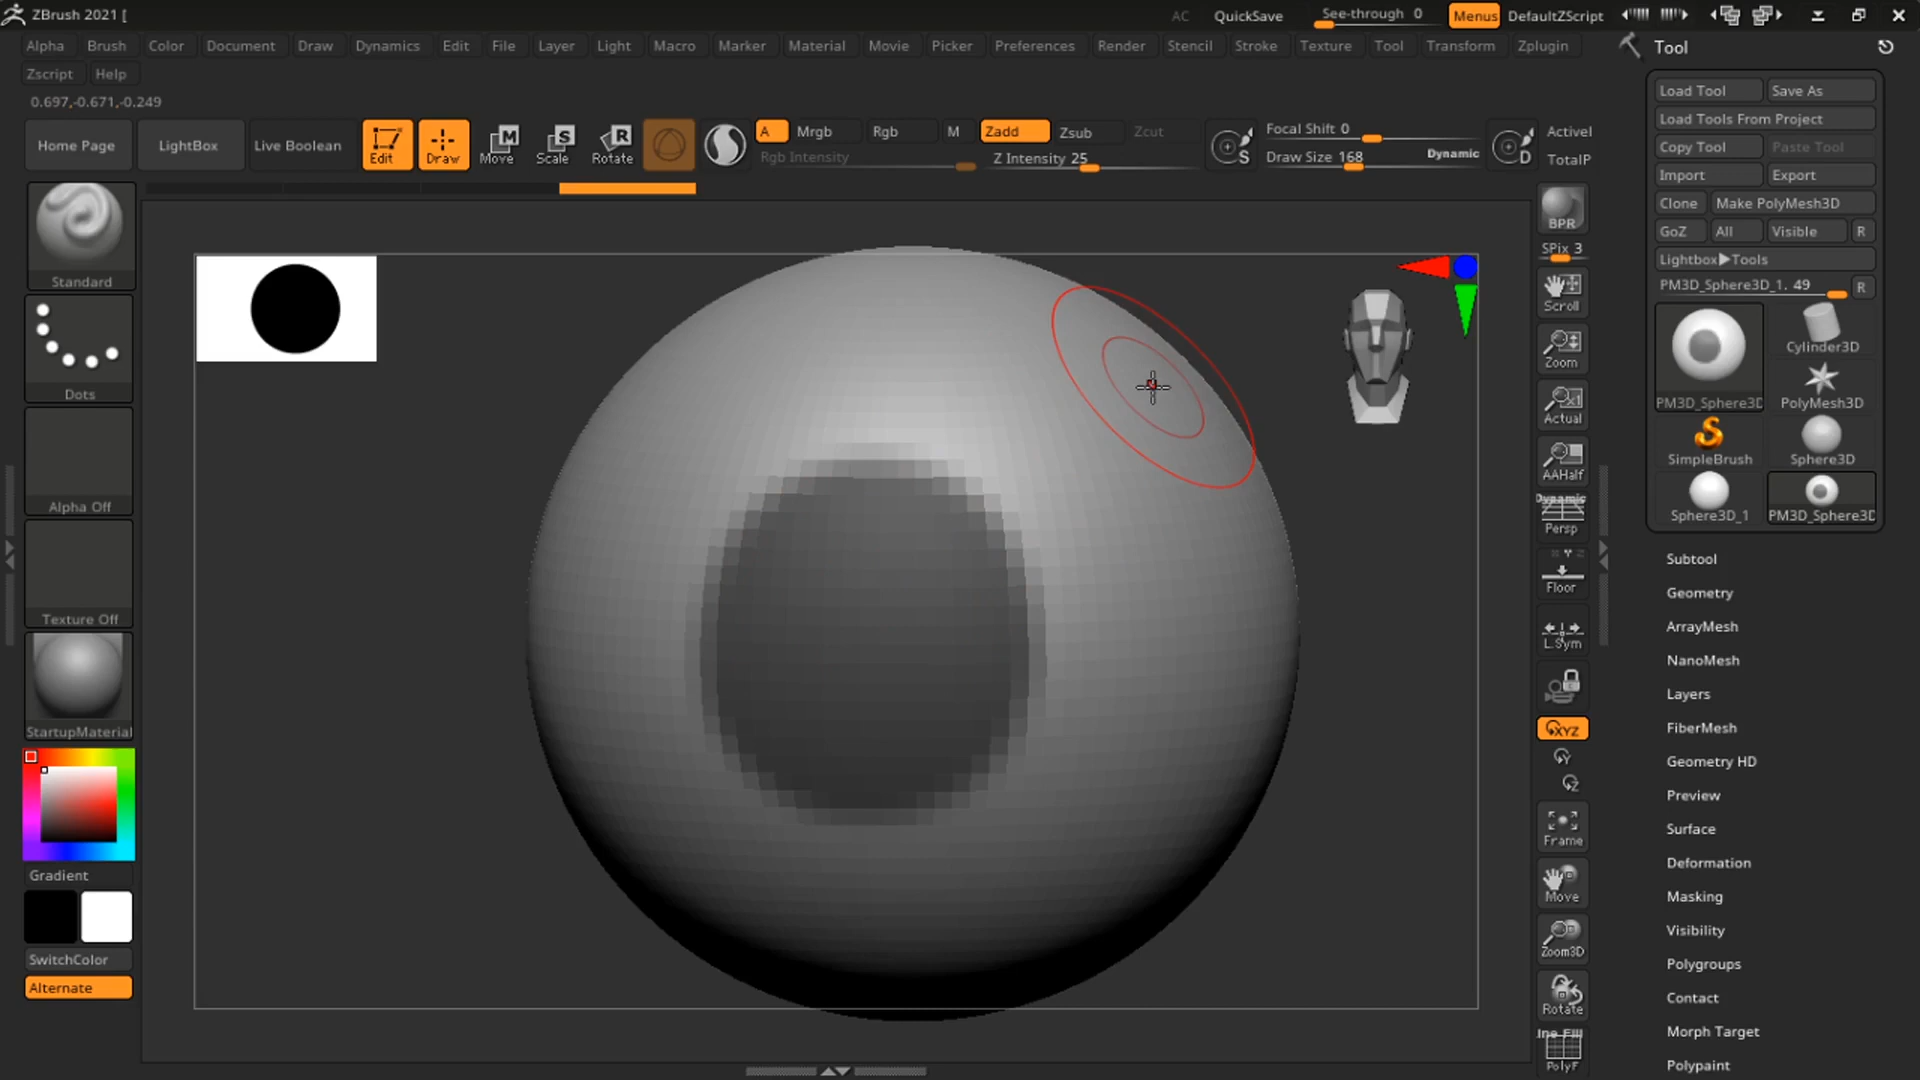 ZBrush 2021 [
AC QuickSave See-through 0 Menus DefaultZScript
Alpha Brush Color Document Draw Dynamics Edit File Layer Light Macro Marker Material Movie Picker Preferences Render Stencil Stroke Texture Tool Transform Zplugin
Zscript Help
0.697,-0.671,-0.249
Home Page LightBox Live Boolean Edit Draw Move Scale Rotate
M S R
A Mrgb Rgb M Zadd Zsub Zcut
Rgb Intensity Z Intensity 25
S Focal Shift 0
Draw Size 168 Dynamic
D Activel
TotalP
Standard
Dots
Alpha Off
Texture Off
StartupMaterial
Gradient
SwitchColor
Alternate
BPR
SPix 3
Scroll
Zoom
Actual
AAHalf
Dynamic
Persp
Floor
L.Sym
XYZ
Y
Z
Frame
Move
Zoom3D
Rotate
Ine Fill
PolyF
Tool
Load Tool Save As
Load Tools From Project
Copy Tool Paste Tool
Import Export
Clone Make PolyMesh3D
GoZ All Visible R
Lightbox▶Tools
PM3D_Sphere3D_1. 49 R
PM3D_Sphere3D Cylinder3D
PolyMesh3D
SimpleBrush Sphere3D
Sphere3D_1 PM3D_Sphere3D
Subtool
Geometry
ArrayMesh
NanoMesh
Layers
FiberMesh
Geometry HD
Preview
Surface
Deformation
Masking
Visibility
Polygroups
Contact
Morph Target
Polypaint